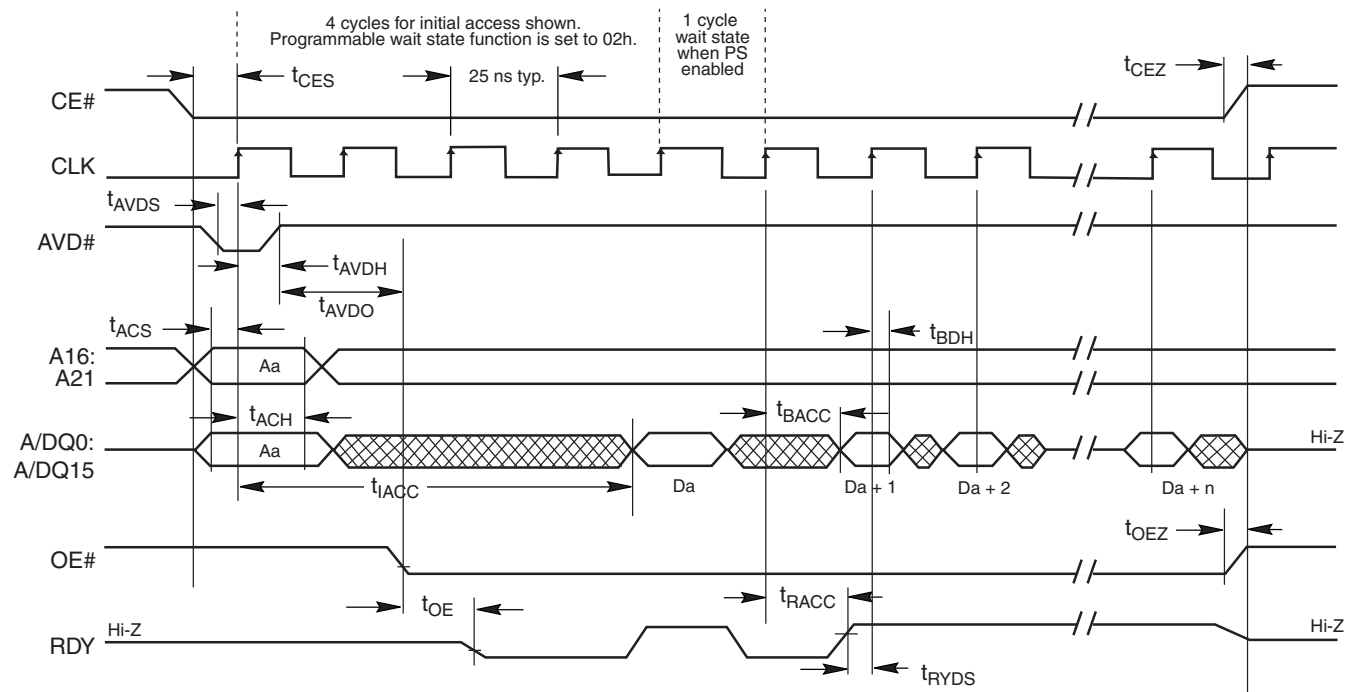 4 cycles for initial access shown.
Programmable wait state function is set to 02h.
1 cycle
wait state
when PS
enabled
tCES
25 ns typ.
tCEZ
CE#
CLK
tAVDS
AVD#
tAVDH
tAVDO
tACS
tBDH
A16:
A21
Aa
tACH
tBACC
A/DQ0:
A/DQ15
Aa
Hi-Z
tIACC
Da
Da + 1
Da + 2
Da + n
tOEZ
OE#
tOE
tRACC
RDY
Hi-Z
Hi-Z
tRYDS